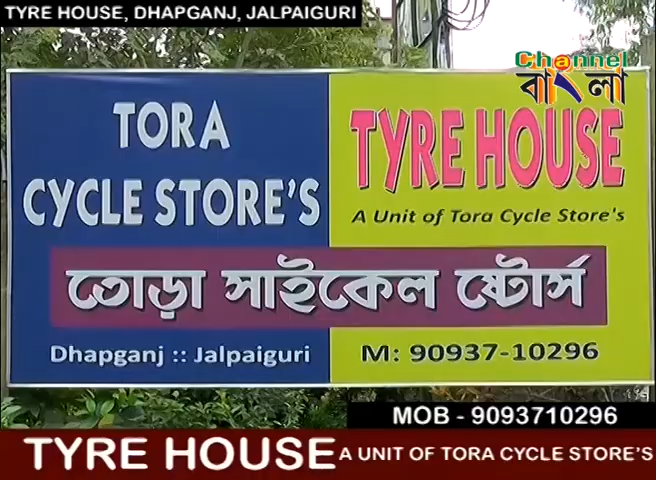 TYRE HOUSE, DHAPGANJ, JALPAIGURI
Channel
বাংলা
TORA
CYCLE STORE'S
TYRE HOUSE
A Unit of Tora Cycle Store's
তোড়া সাইকেল ষ্টোর্স
Dhapganj :: Jalpaiguri
M: 90937-10296
MOB - 9093710296
TYRE HOUSE A UNIT OF TORA CYCLE STORE'S